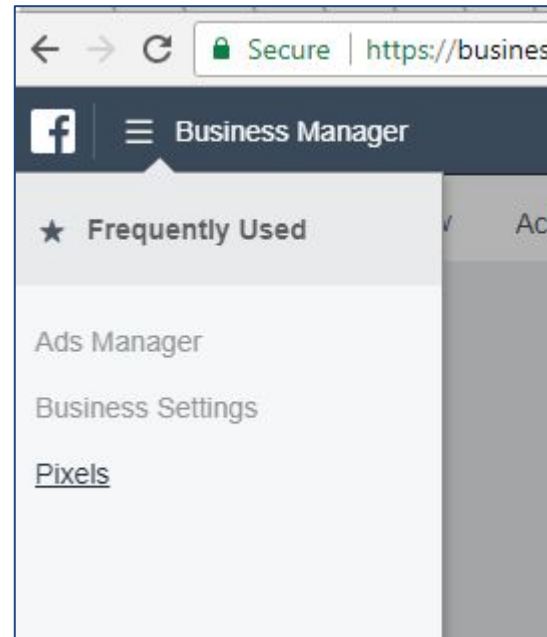 Secure | https://busines
f Business Manager
Frequently Used
Ac
Ads Manager
Business Settings
Pixels